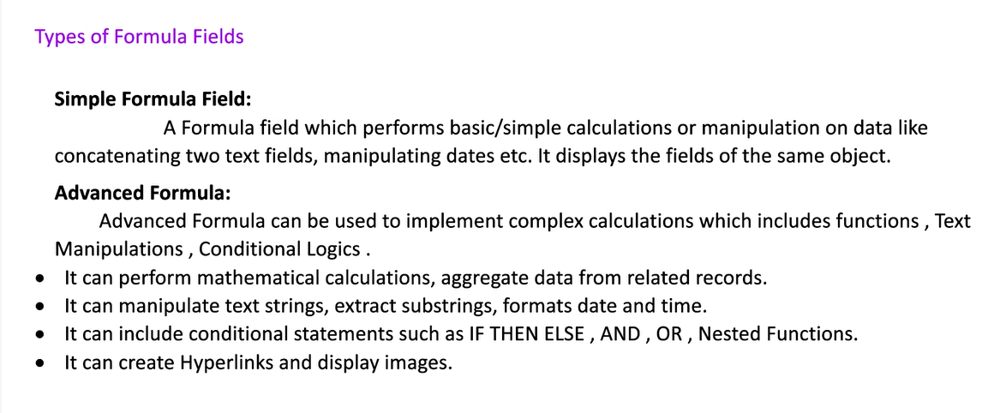 Types of Formula Fields
Simple Formula Field:
A Formula field which performs basic/simple calculations or manipulation on data like
concatenating two text fields, manipulating dates etc. It displays the fields of the same object.
Advanced Formula:
Advanced Formula can be used to implement complex calculations which includes functions , Text
Manipulations , Conditional Logics .
• It can perform mathematical calculations, aggregate data from related records.
• It can manipulate text strings, extract substrings, formats date and time.
• It can include conditional statements such as IF THEN ELSE , AND , OR , Nested Functions.
• It can create Hyperlinks and display images.